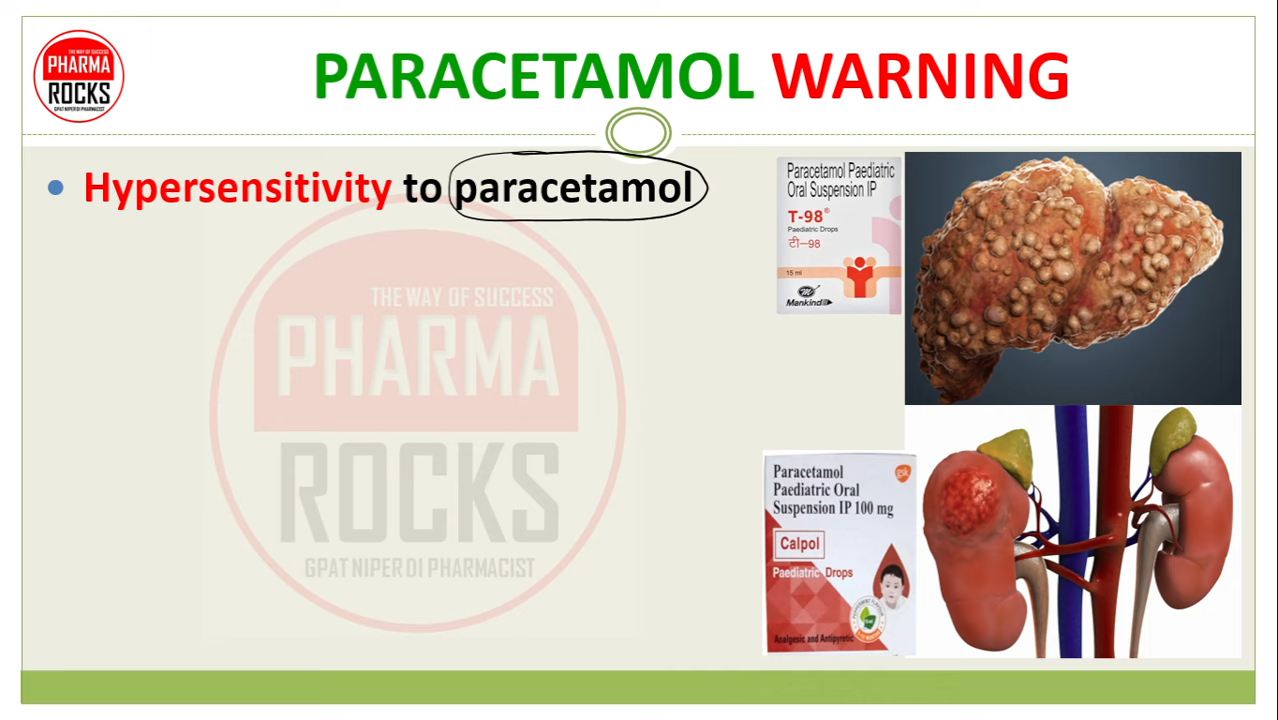 THE WAY OF SUCCESS
PHARMA
ROCKS
GPAT NIPER DI PHARMACIST
PARACETAMOL WARNING
Hypersensitivity to paracetamol
Paracetamol Paediatric
Oral Suspension IP
T-98®
Paediatric Drops
टी–98
15 ml
Mankind
THE WAY OF SUCCESS
PHARMA
ROCKS
GPAT NIPER DI PHARMACIST
Paracetamol
Paediatric Oral
Suspension IP 100 mg
gsk
Calpol
Paediatric Drops
Analgesic and Antipyretic